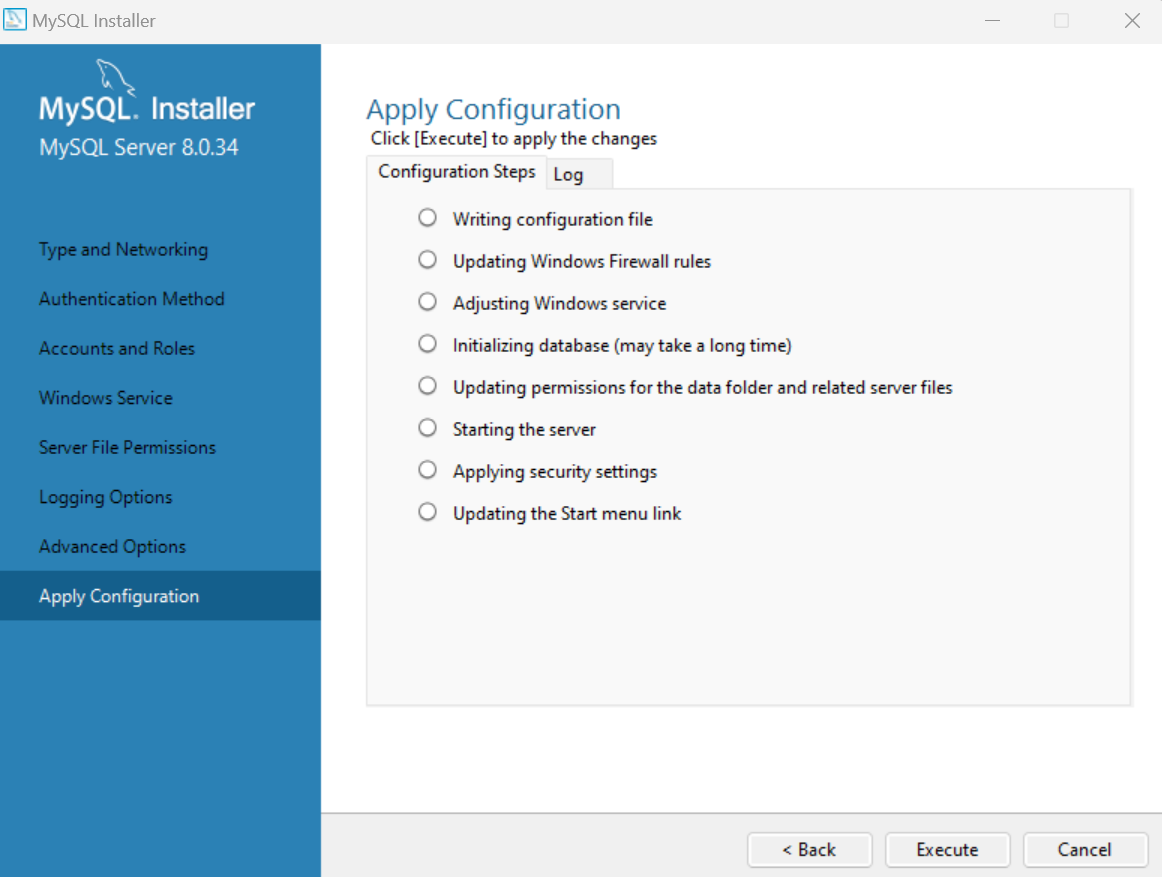 MySQL Installer
MySQL. Installer
MySQL Server 8.0.34
Type and Networking
Authentication Method
Accounts and Roles
Windows Service
Server File Permissions
Logging Options
Advanced Options
Apply Configuration
Apply Configuration
Click [Execute] to apply the changes
Configuration Steps Log
Writing configuration file
Updating Windows Firewall rules
Adjusting Windows service
Initializing database (may take a long time)
Updating permissions for the data folder and related server files
Starting the server
Applying security settings
Updating the Start menu link
< Back Execute Cancel